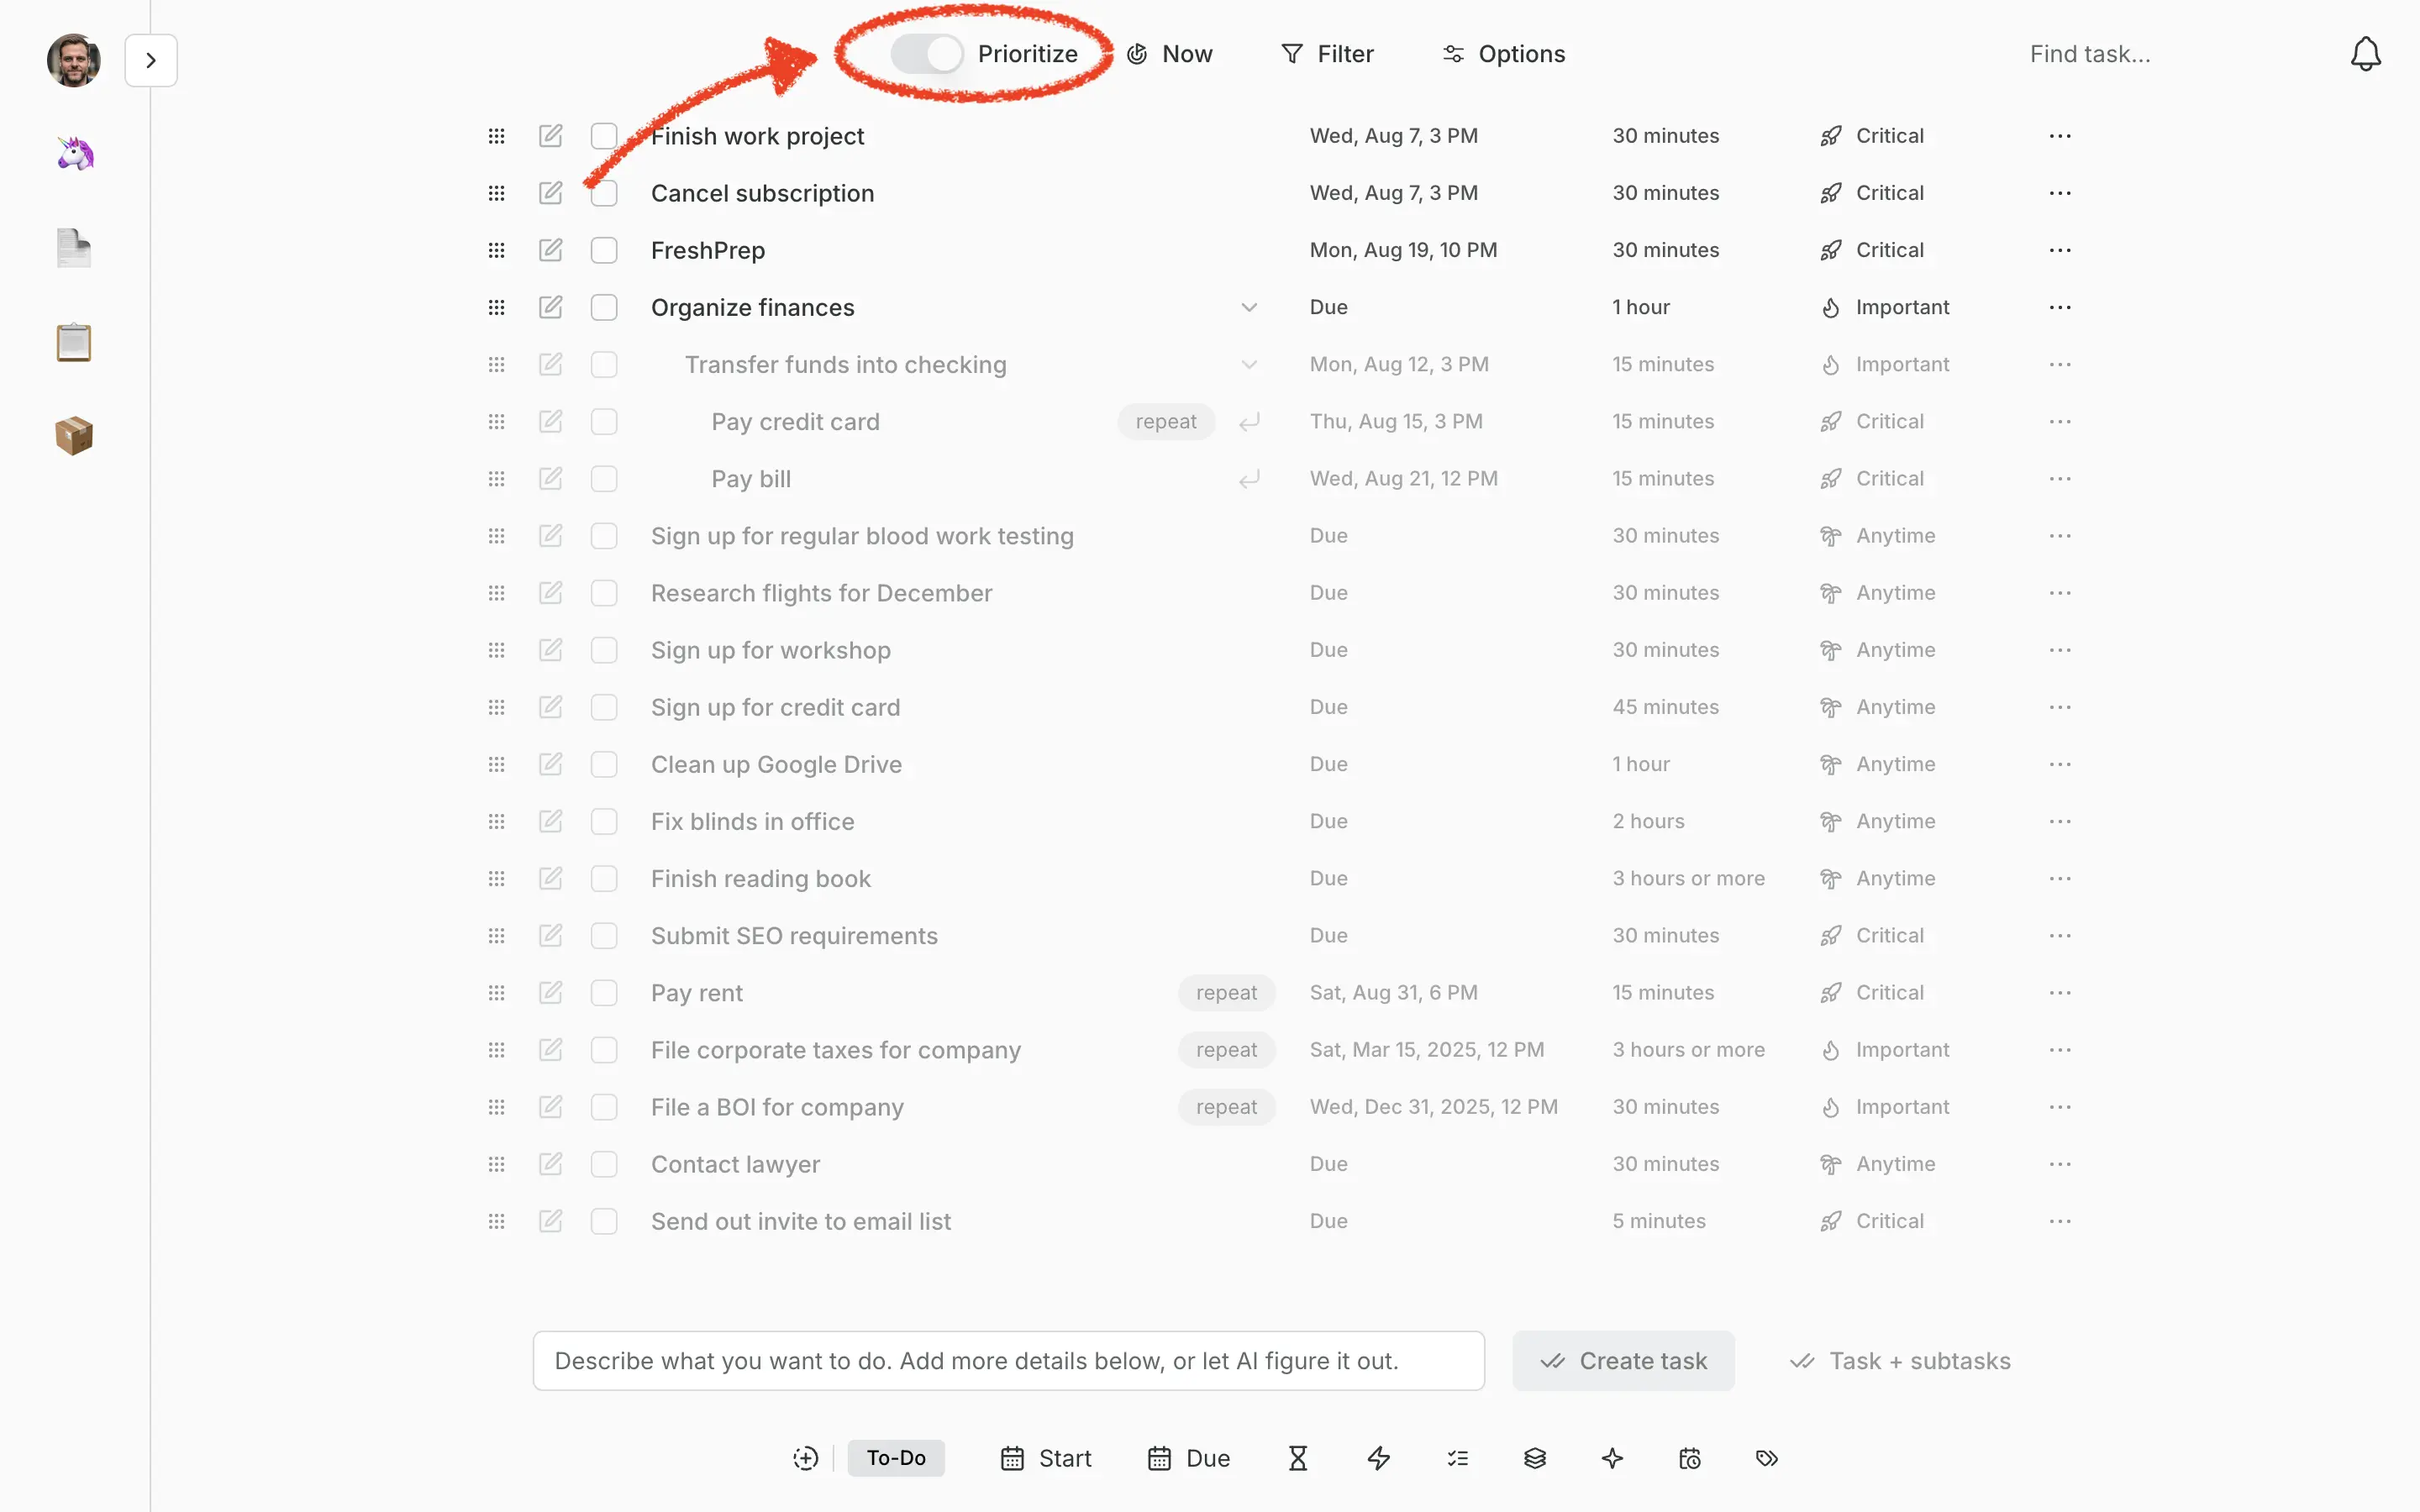 Prioritize Now Filter Options Find task...
Finish work project Wed, Aug 7, 3 PM 30 minutes Critical
Cancel subscription Wed, Aug 7, 3 PM 30 minutes Critical
FreshPrep Mon, Aug 19, 10 PM 30 minutes Critical
Organize finances Due 1 hour Important
Transfer funds into checking Mon, Aug 12, 3 PM 15 minutes Important
Pay credit card repeat Thu, Aug 15, 3 PM 15 minutes Critical
Pay bill Wed, Aug 21, 12 PM 15 minutes Critical
Sign up for regular blood work testing Due 30 minutes Anytime
Research flights for December Due 30 minutes Anytime
Sign up for workshop Due 30 minutes Anytime
Sign up for credit card Due 45 minutes Anytime
Clean up Google Drive Due 1 hour Anytime
Fix blinds in office Due 2 hours Anytime
Finish reading book Due 3 hours or more Anytime
Submit SEO requirements Due 30 minutes Critical
Pay rent repeat Sat, Aug 31, 6 PM 15 minutes Critical
File corporate taxes for company repeat Sat, Mar 15, 2025, 12 PM 3 hours or more Important
File a BOI for company repeat Wed, Dec 31, 2025, 12 PM 30 minutes Important
Contact lawyer Due 30 minutes Anytime
Send out invite to email list Due 5 minutes Critical
Describe what you want to do. Add more details below, or let AI figure it out. Create task Task + subtasks
To-Do Start Due